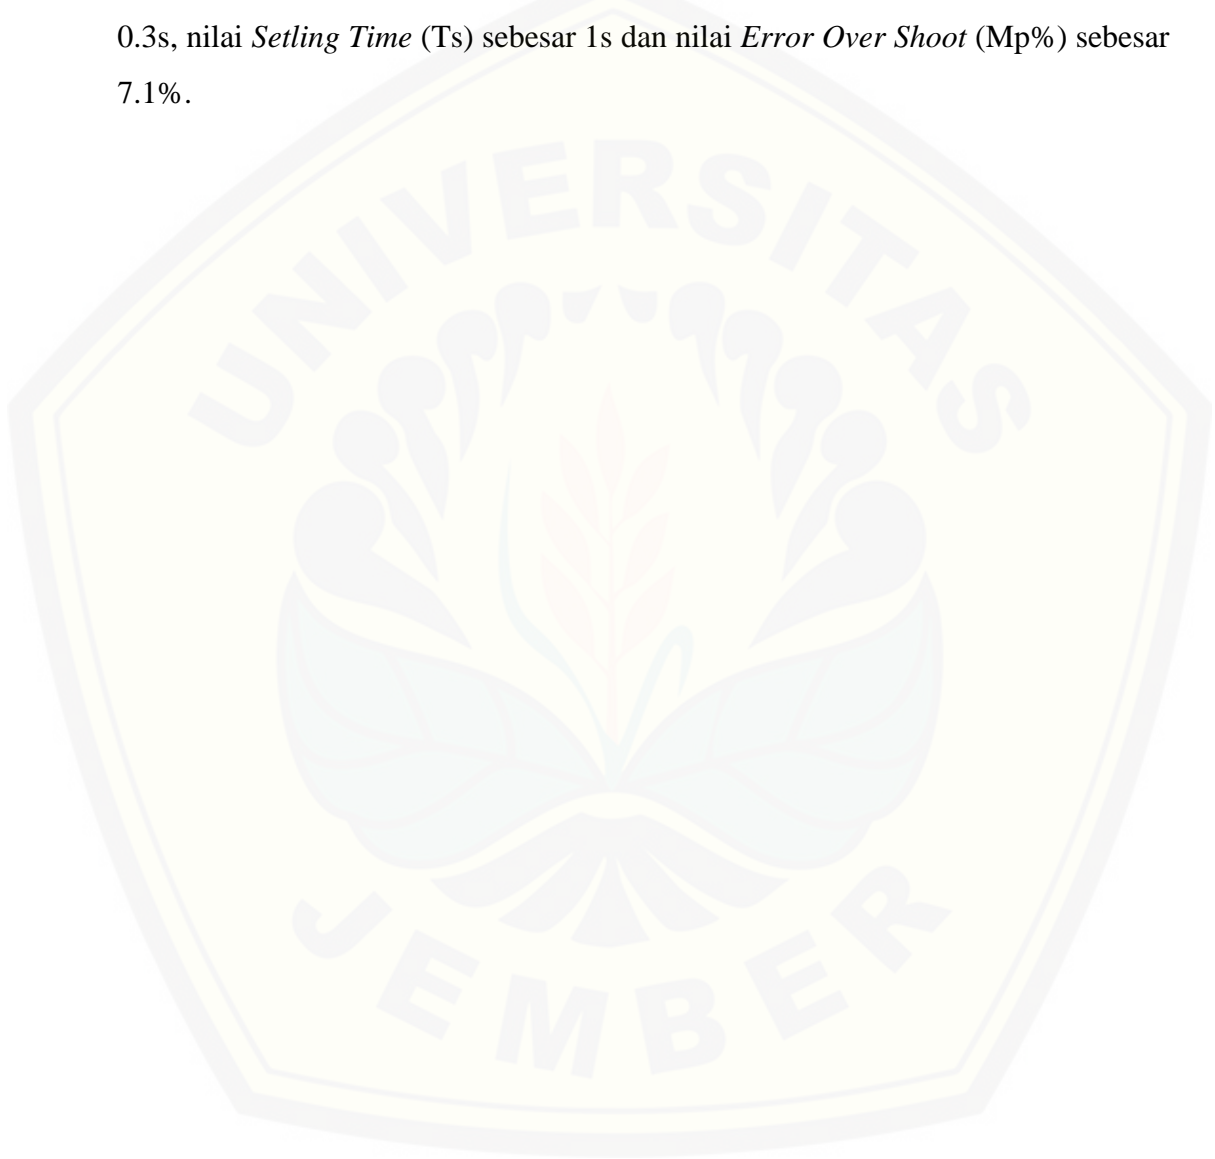 0.3s, nilai Setling Time (Ts) sebesar 1s dan nilai Error Over Shoot (Mp%) sebesar
7.1%.
UNIVERSITAS
JEMBER